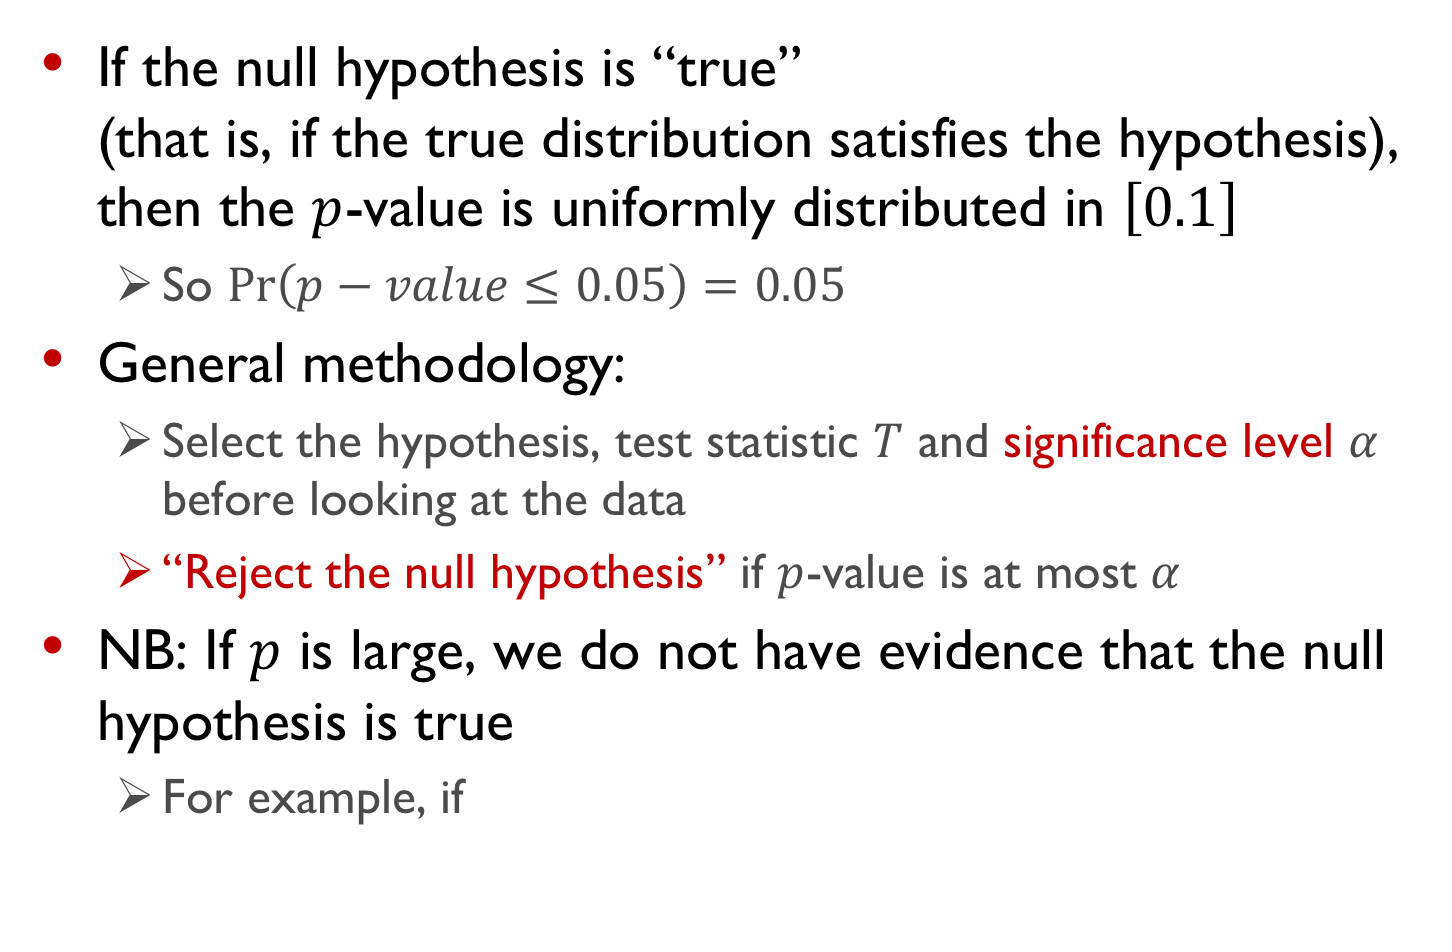 • If the null hypothesis is “true”
(that is, if the true distribution satisfies the hypothesis),
then the 𝑝-value is uniformly distributed in [0.1]
➢ So Pr(𝑝 − 𝑣𝑎𝑙𝑢𝑒 ≤ 0.05) = 0.05
• General methodology:
➢ Select the hypothesis, test statistic 𝑇 and significance level 𝛼
before looking at the data
➢ “Reject the null hypothesis” if 𝑝-value is at most 𝛼
• NB: If 𝑝 is large, we do not have evidence that the null
hypothesis is true
➢ For example, if